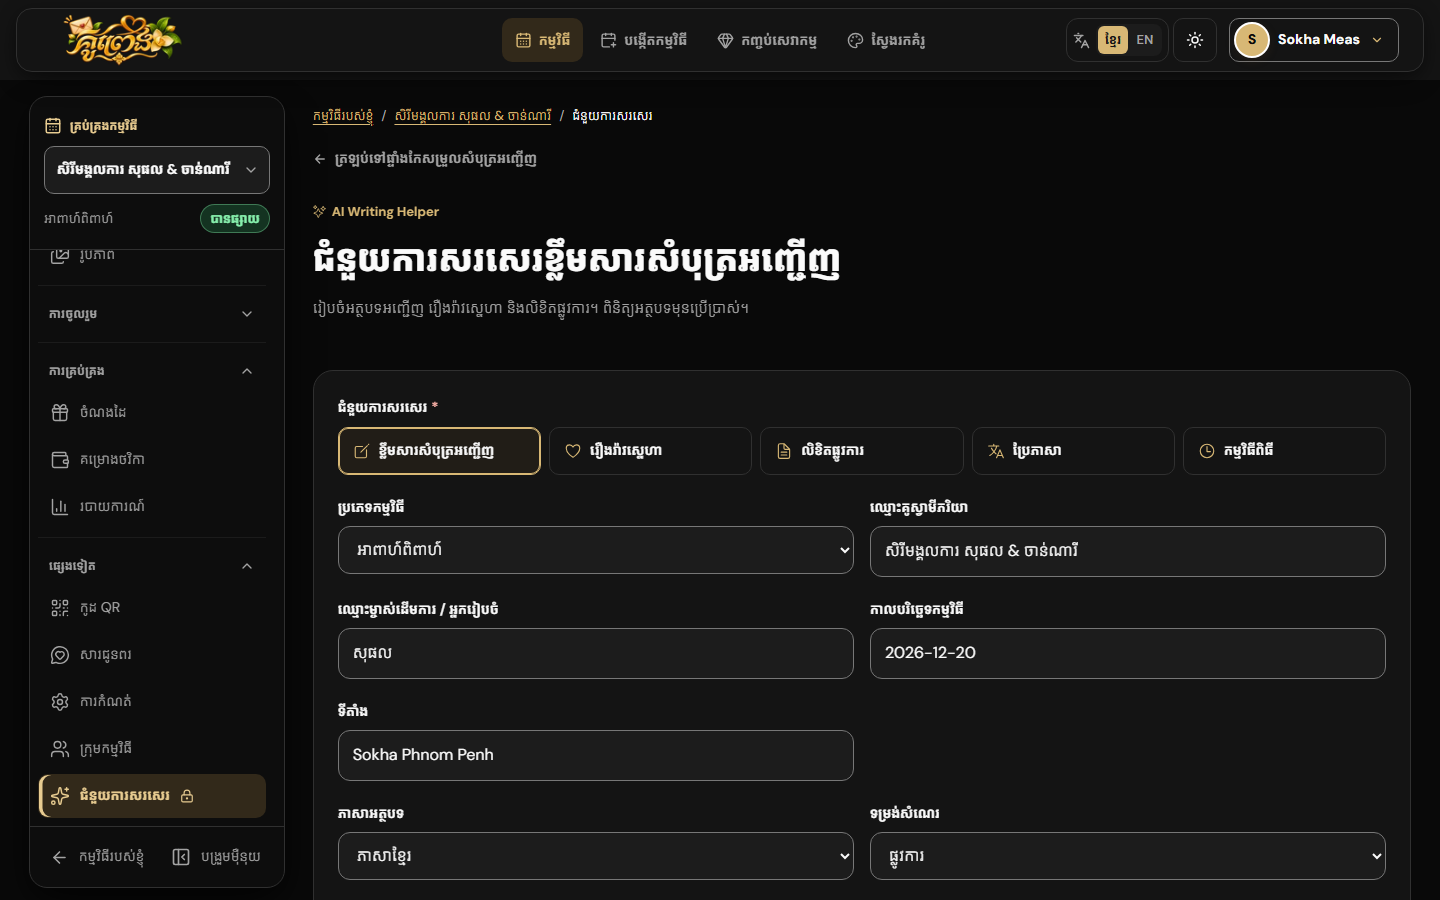 គូព្រេង
កម្មវិធី
បង្កើតកម្មវិធី
កញ្ចប់សេវាកម្ម
ស្វែងរកគំរូ
ខ្មែរ
EN
S
Sokha Meas
គ្រប់គ្រងកម្មវិធី
សិរីមង្គលការ សុផល & ចាន់ណារី
អាពាហ៍ពិពាហ៍
បានផ្សាយ
រូបភាព
ការចូលរួម
ការគ្រប់គ្រង
ចំណងដៃ
គម្រោងថវិកា
របាយការណ៍
ផ្សេងទៀត
កូដ QR
សារជូនពរ
ការកំណត់
ក្រុមកម្មវិធី
ជំនួយការសរសេរ
កម្មវិធីរបស់ខ្ញុំ
បង្រួមម៉ឺនុយ
កម្មវិធីរបស់ខ្ញុំ / សិរីមង្គលការ សុផល & ចាន់ណារី / ជំនួយការសរសេរ
ត្រឡប់ទៅផ្ទាំងកែសម្រួលសំបុត្រអញ្ជើញ
AI Writing Helper
ជំនួយការសរសេរខ្លឹមសារសំបុត្រអញ្ជើញ
រៀបចំអត្ថបទអញ្ជើញ រឿងរ៉ាវស្នេហា និងលិខិតផ្លូវការ។ ពិនិត្យអត្ថបទមុនប្រើប្រាស់។
ជំនួយការសរសេរ *
ខ្លឹមសារសំបុត្រអញ្ជើញ
រឿងរ៉ាវស្នេហា
លិខិតផ្លូវការ
ប្រែភាសា
កម្មវិធីពិធី
ប្រភេទកម្មវិធី
ឈ្មោះគូស្វាមីភរិយា
អាពាហ៍ពិពាហ៍
សិរីមង្គលការ សុផល & ចាន់ណារី
ឈ្មោះម្ចាស់ដើមការ / អ្នករៀបចំ
កាលបរិច្ឆេទកម្មវិធី
សុផល
2026-12-20
ទីតាំង
Sokha Phnom Penh
ភាសាអត្ថបទ
ទម្រង់សំណេរ
ភាសាខ្មែរ
ផ្លូវការ